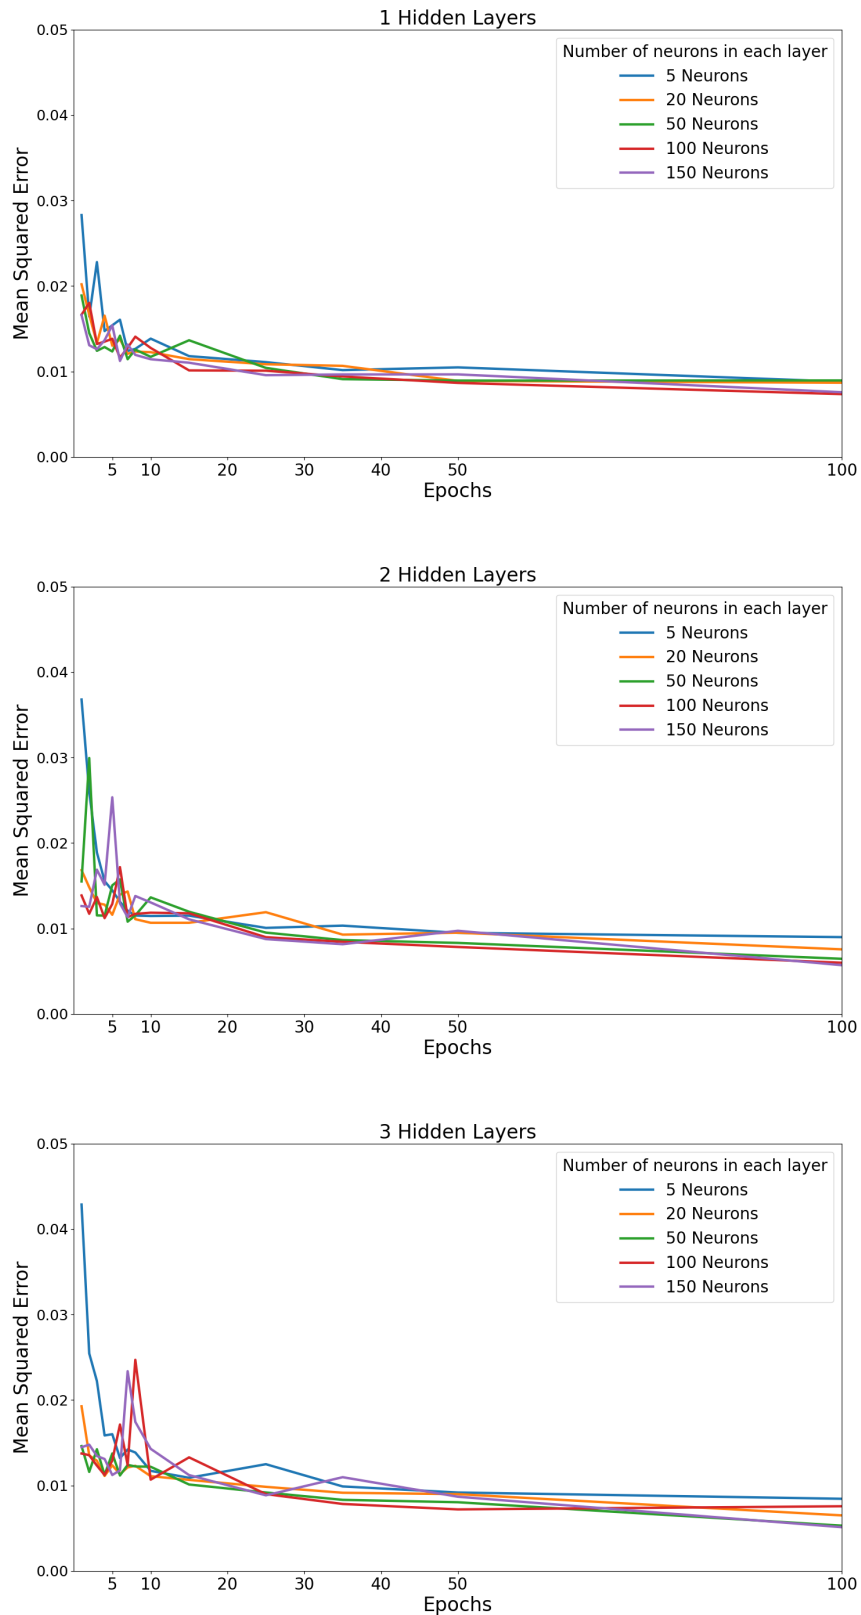 1 Hidden Layers
0.05
0.04
0.03
0.02
0.01
0.00
Mean Squared Error
Number of neurons in each layer
5 Neurons
20 Neurons
50 Neurons
100 Neurons
150 Neurons
5 10 20 30 40 50 100
Epochs
2 Hidden Layers
0.05
0.04
0.03
0.02
0.01
0.00
Mean Squared Error
Number of neurons in each layer
5 Neurons
20 Neurons
50 Neurons
100 Neurons
150 Neurons
5 10 20 30 40 50 100
Epochs
3 Hidden Layers
0.05
0.04
0.03
0.02
0.01
0.00
Mean Squared Error
Number of neurons in each layer
5 Neurons
20 Neurons
50 Neurons
100 Neurons
150 Neurons
5 10 20 30 40 50 100
Epochs